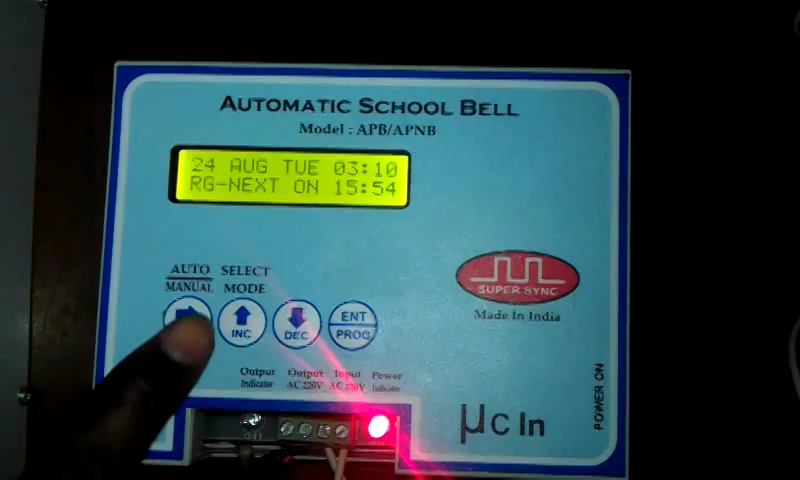 AUTOMATIC SCHOOL BELL
Model : APB/APNB
24 AUG TUE 03:10
RG-NEXT ON 15:54
AUTO SELECT
MANUAL MODE
INC DEC ENT
PROG
SUPER SYNC
Made In India
Output Output Input Power
Indicator AC 220V AC 220V Indicator
µC In
POWER ON